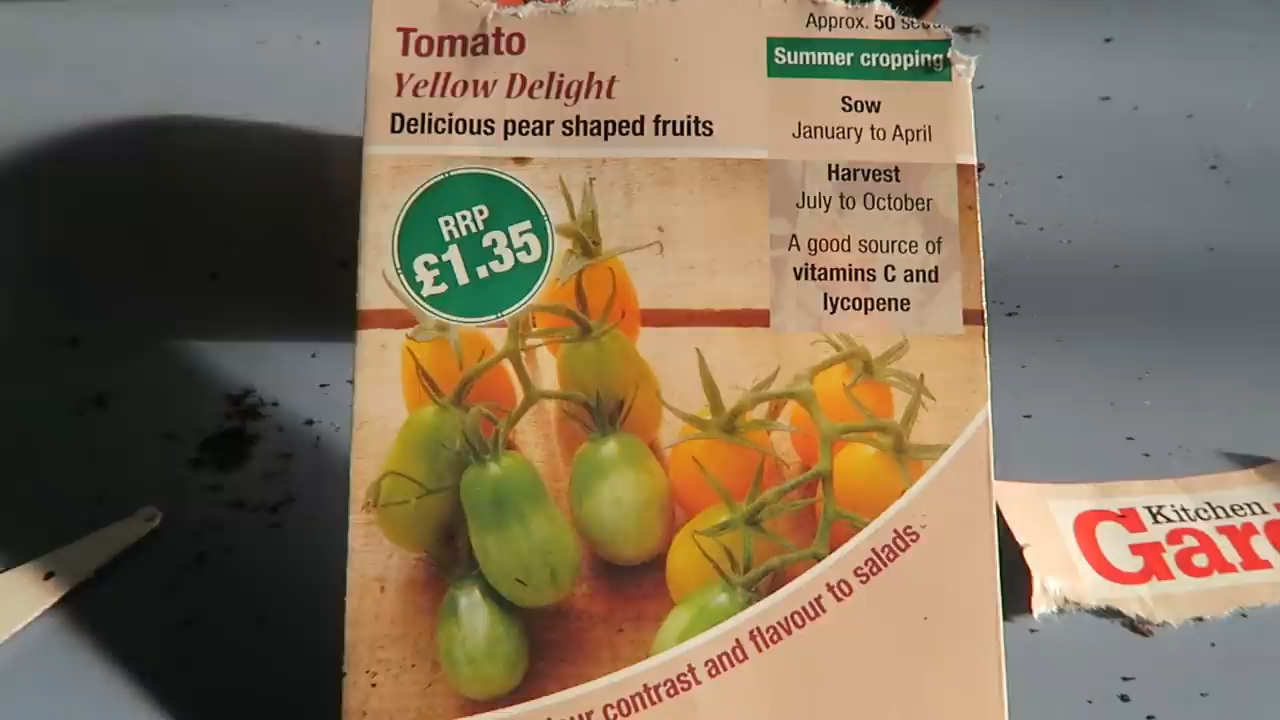 Tomato
Yellow Delight
Delicious pear shaped fruits
Approx. 50
Summer cropping
Sow
January to April
Harvest
July to October
A good source of
vitamins C and
lycopene
RRP
£1.35
contrast and flavour to salads
Kitchen